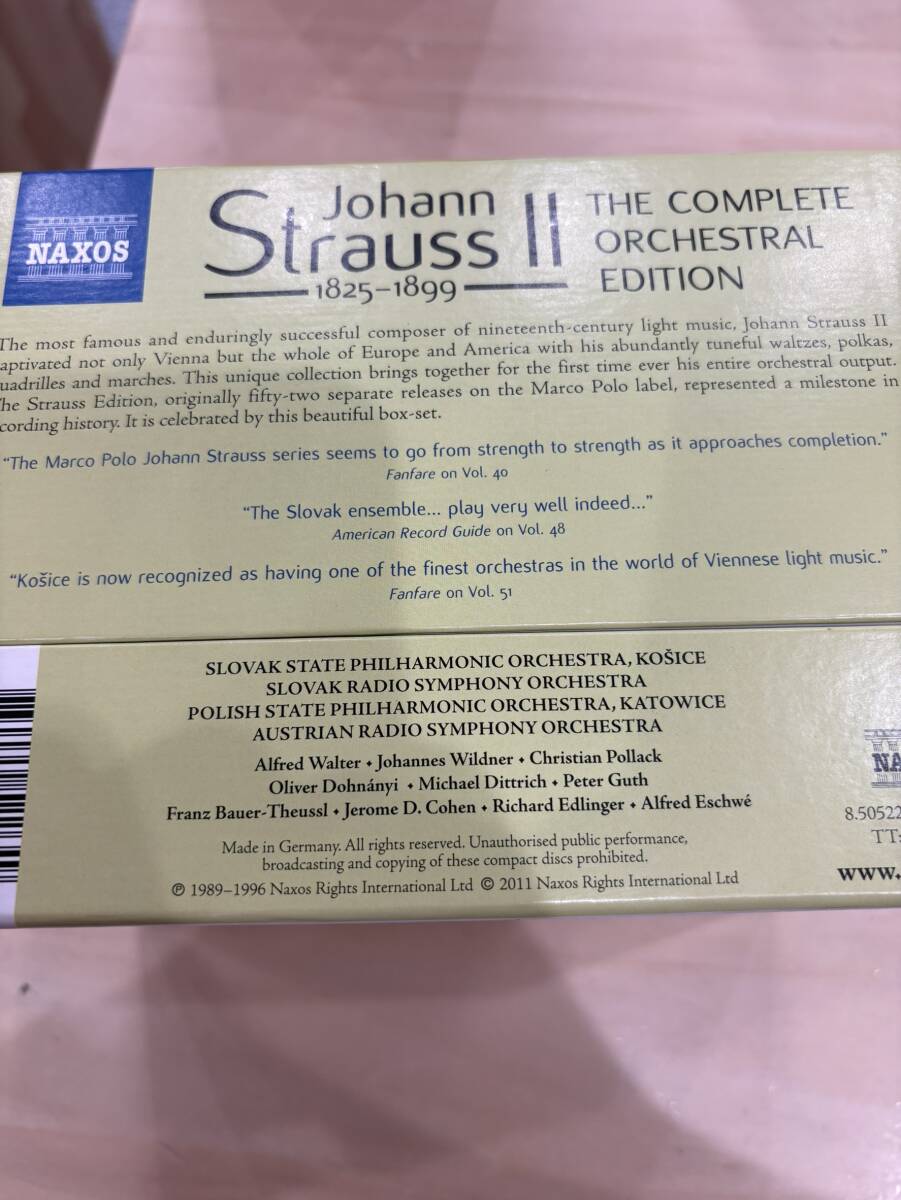 NAXOS
Johann
Strauss II
1825–1899
THE COMPLETE
ORCHESTRAL
EDITION
The most famous and enduringly successful composer of nineteenth-century light music, Johann Strauss II
aptivated not only Vienna but the whole of Europe and America with his abundantly tuneful waltzes, polkas,
uadrilles and marches. This unique collection brings together for the first time ever his entire orchestral output.
he Strauss Edition, originally fifty-two separate releases on the Marco Polo label, represented a milestone in
cording history. It is celebrated by this beautiful box-set.
“The Marco Polo Johann Strauss series seems to go from strength to strength as it approaches completion.”
Fanfare on Vol. 40
“The Slovak ensemble... play very well indeed...”
American Record Guide on Vol. 48
“Košice is now recognized as having one of the finest orchestras in the world of Viennese light music.”
Fanfare on Vol. 51
SLOVAK STATE PHILHARMONIC ORCHESTRA, KOŠICE
SLOVAK RADIO SYMPHONY ORCHESTRA
POLISH STATE PHILHARMONIC ORCHESTRA, KATOWICE
AUSTRIAN RADIO SYMPHONY ORCHESTRA
Alfred Walter • Johannes Wildner • Christian Pollack
Oliver Dohnányi • Michael Dittrich • Peter Guth
Franz Bauer-Theussl • Jerome D. Cohen • Richard Edlinger • Alfred Eschwé
Made in Germany. All rights reserved. Unauthorised public performance,
broadcasting and copying of these compact discs prohibited.
℗ 1989–1996 Naxos Rights International Ltd © 2011 Naxos Rights International Ltd
NA
8.50522
TT:
www.